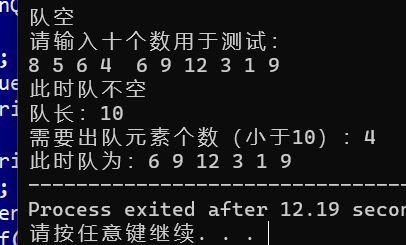 队空
请输入十个数用于测试：
8 5 6 4  6 9 12 3 1 9
此时队不空
队长：10
需要出队元素个数（小于10）：4
此时队为：6 9 12 3 1 9
--------------------------------
Process exited after 12.19 secon
请按任意键继续. . .